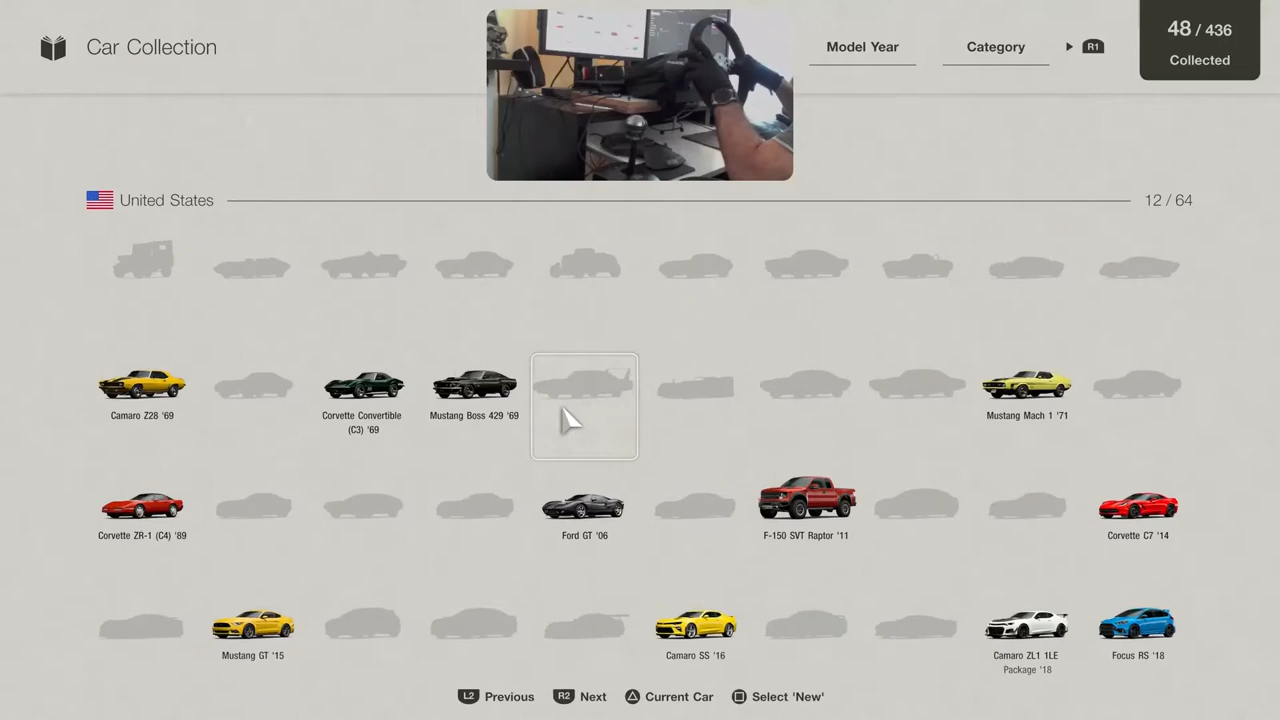 Car Collection
Model Year
Category
R1
48 / 436
Collected
United States
12 / 64
Camaro Z28 '69
Corvette Convertible
(C3) '69
Mustang Boss 429 '69
Mustang Mach 1 '71
Corvette ZR-1 (C4) '89
Ford GT '06
F-150 SVT Raptor '11
Corvette C7 '14
Mustang GT '15
Camaro SS '16
Camaro ZL1 1LE
Package '18
Focus RS '18
L2 Previous
R2 Next
Current Car
Select 'New'